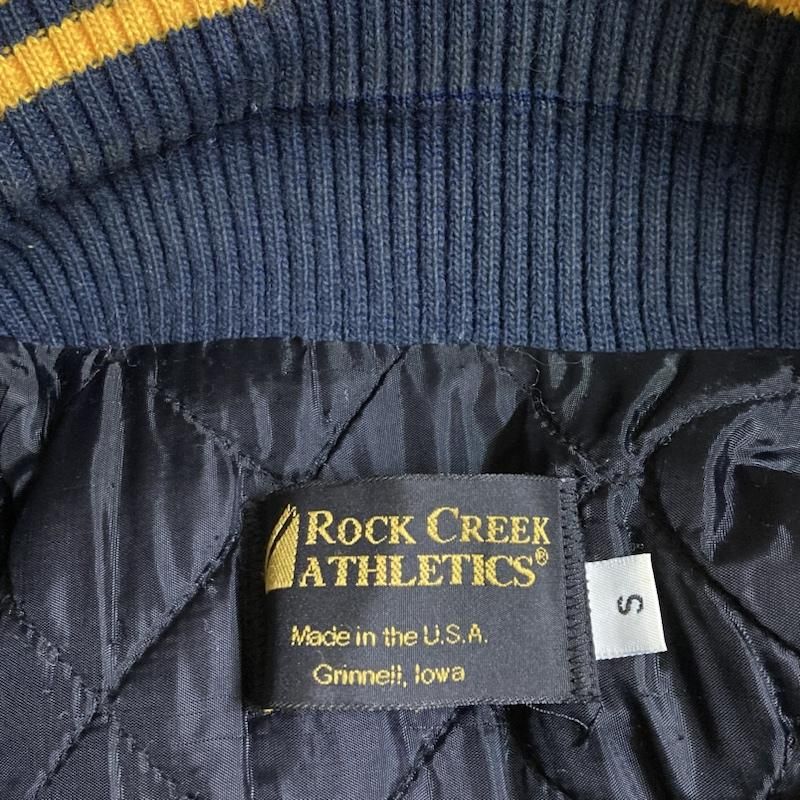 ROCK CREEK
ATHLETICS®
Made in the U.S.A.
Grinnell, Iowa
S